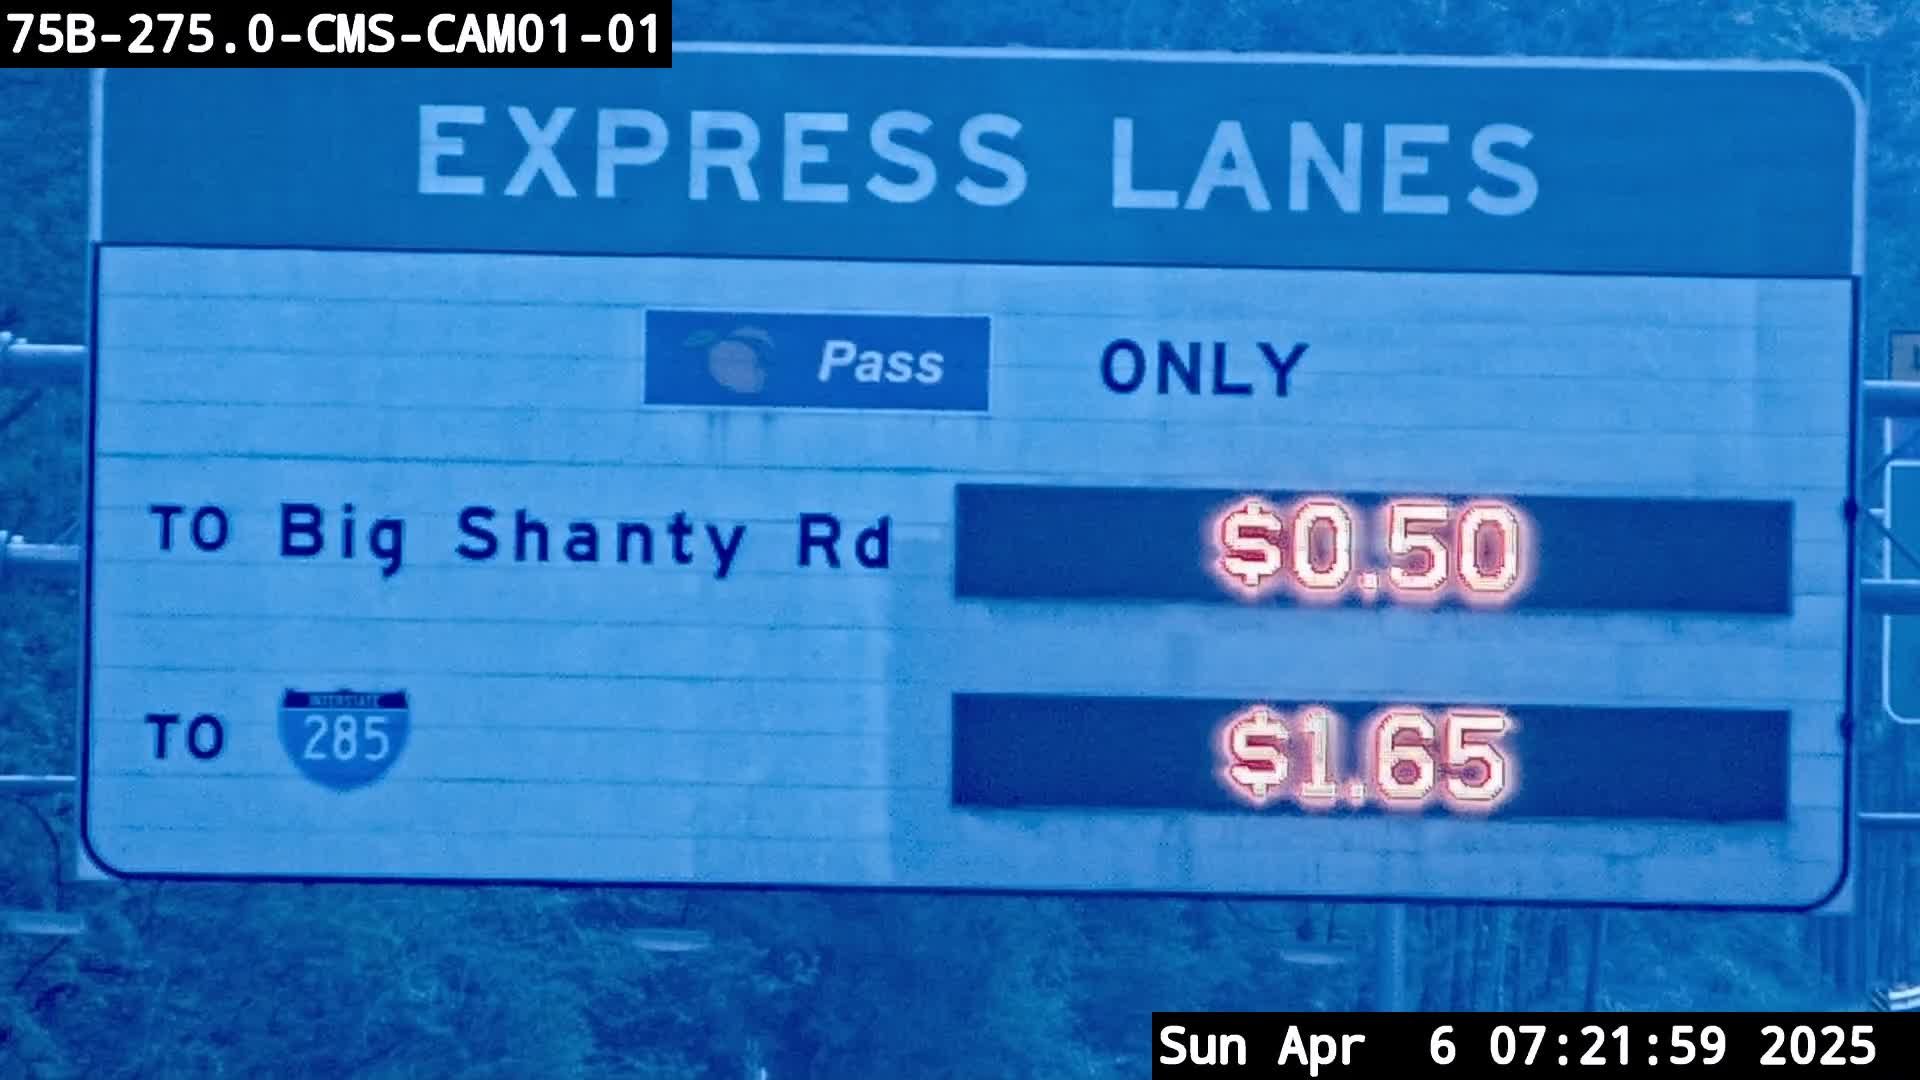 75B-275.0-CMS-CAM01-01
EXPRESS LANES
Pass ONLY
TO Big Shanty Rd $0.50
TO INTERSTATE 285 $1.65
Sun Apr 6 07:21:59 2025